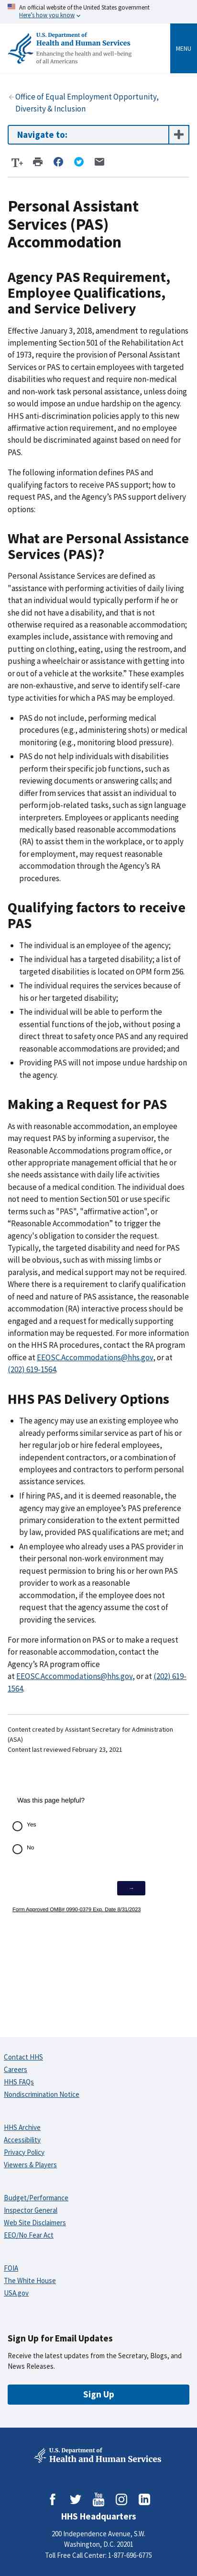 An official website of the United States government
Here's how you know
U.S. Department of
Health and Human Services
Enhancing the health and well-being
of all Americans
MENU
Office of Equal Employment Opportunity,
Diversity & Inclusion
Navigate to:
T+
Personal Assistant
Services (PAS)
Accommodation
Agency PAS Requirement,
Employee Qualifications,
and Service Delivery
Effective January 3, 2018, amendment to regulations
implementing Section 501 of the Rehabilitation Act
of 1973, require the provision of Personal Assistant
Services or PAS to certain employees with targeted
disabilities who request and require non-medical
and non-work task personal assistance, unless doing
so would impose an undue hardship on the agency.
HHS anti-discrimination policies apply to the new
affirmative action requirement, and no employee
should be discriminated against based on need for
PAS.
The following defines PAS and
qualifying factors to receive PAS support; how to
request PAS, and the Agency's PAS support delivery
options:
What are Personal Assistance
Services (PAS)?
Personal Assistance Services are defined as
"assistance with performing activities of daily living
that an individual would typically perform if he or
she did not have a disability, and that is not
otherwise required as a reasonable accommodation;
examples include, assistance with removing and
putting on clothing, eating, using the restroom,
pushing a wheelchair or assistance with getting into
or out of a vehicle at the worksite." These examples
are non-exhaustive, and serve to identify self-care
type activities for which a PAS may be employed.
• PAS do not include, performing medical
procedures (e.g., administering shots) or medical
monitoring (e.g., monitoring blood pressure).
• PAS do not help individuals with disabilities
perform their specific job functions, such as
reviewing documents or answering calls; and
differ from services that assist an individual to
perform job-related tasks, such as sign language
interpreters. Employees or applicants needing
modified, but already reasonable accommodations
(RA) to assist them in the workplace, or to apply
for employment, may request reasonable
accommodation through the Agency's RA
procedures.
Qualifying factors to receive
PAS
• The individual is an employee of the agency;
• The individual has a targeted disability; a list of
disabilities is located on OPM form 256.
• The individual requires the services because of
his or her targeted disability;
• The individual will be able to perform the
essential functions of the job, without posing a
direct threat to safety once PAS and any required
reasonable accommodations are provided; and
• Providing PAS will not impose undue hardship on
the agency.
Making a Request for PAS
As with reasonable accommodation, an employee
may request PAS by informing a supervisor, the
Reasonable Accommodations program office, or
other appropriate management official that he or
she needs assistance with daily life activities
because of a medical condition. The individual does
not have to mention Section 501 or use specific
terms such as "PAS", "affirmative action", or
"Reasonable Accommodation" to trigger the
agency's obligation to consider the request.
Typically, the targeted disability and need for PAS
will be obvious, such as with missing limbs or
paralysis, and medical support may not be required.
Where there is a need to clarify qualification and
need and nature of PAS assistance, the reasonable
accommodation (RA) interactive process should be
engaged and a request for medically supporting
information may be required. For more information
on HHS RA procedures, contact the RA program
office at EEOSC.Accommodations@hhs.gov, or at
(202) 619-1564.
HHS PAS Delivery Options
• The agency may use existing employees who
already performs similar services as part of his or
her regular job, hire federal employees,
independent contractors, or a combination of
employees and contractors to perform personal
assistance services.
• If hiring PAS, and it is deemed reasonable, the
agency may give an employee's PAS preference
primary consideration to the extent permitted
by law, provided PAS qualifications are met; and
• An employee who already uses a PAS provider in
their personal non-work environment may
request permission to bring his or her own PAS
into their workplace as a reasonable
accommodation, if the employee does not
request that the agency assume the cost of
providing the services.
For more information on PAS or to make a request
for reasonable accommodation, contact the
Agency's RA program office
at EEOSC.Accommodations@hhs.gov, or at (202) 619-
1564.
Content created by Assistant Secretary for Administration
(ASA)
Content last reviewed February 23, 2021
Was this page helpful?
Yes
No
→
Form Approved OMB# 0990-0379 Exp. Date 8/31/2023
Contact HHS
Careers
HHS FAQs
Nondiscrimination Notice
HHS Archive
Accessibility
Privacy Policy
Viewers & Players
Budget/Performance
Inspector General
Web Site Disclaimers
EEO/No Fear Act
FOIA
The White House
USA.gov
Sign Up for Email Updates
Receive the latest updates from the Secretary, Blogs, and
News Releases.
Sign Up
U.S. Department of
Health and Human Services
HHS Headquarters
200 Independence Avenue, S.W.
Washington, D.C. 20201
Toll Free Call Center: 1-877-696-6775